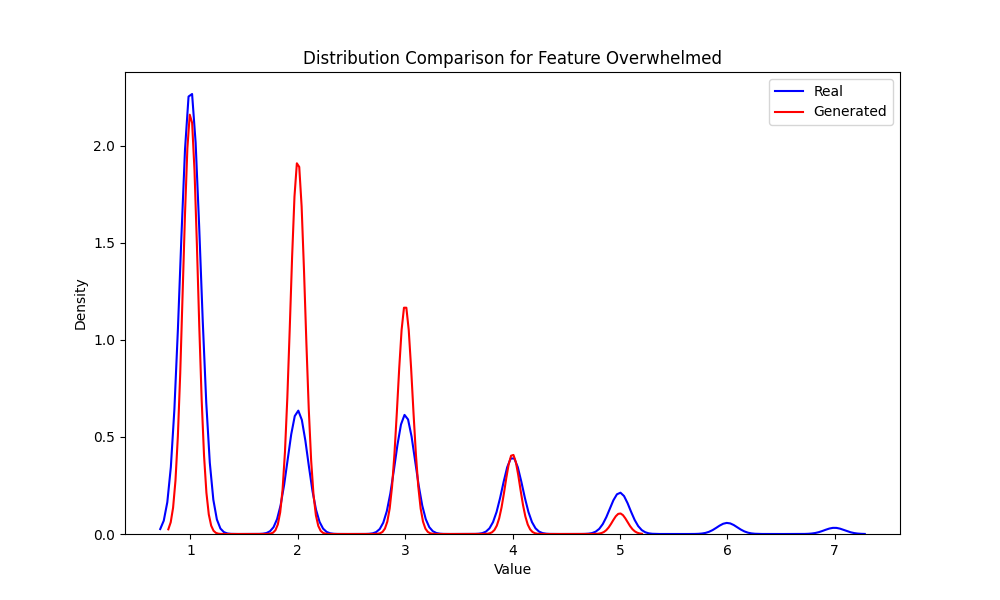 Distribution Comparison for Feature Overwhelmed
Real
Generated
2.0
1.5
1.0
0.5
0.0
Density
1 2 3 4 5 6 7
Value